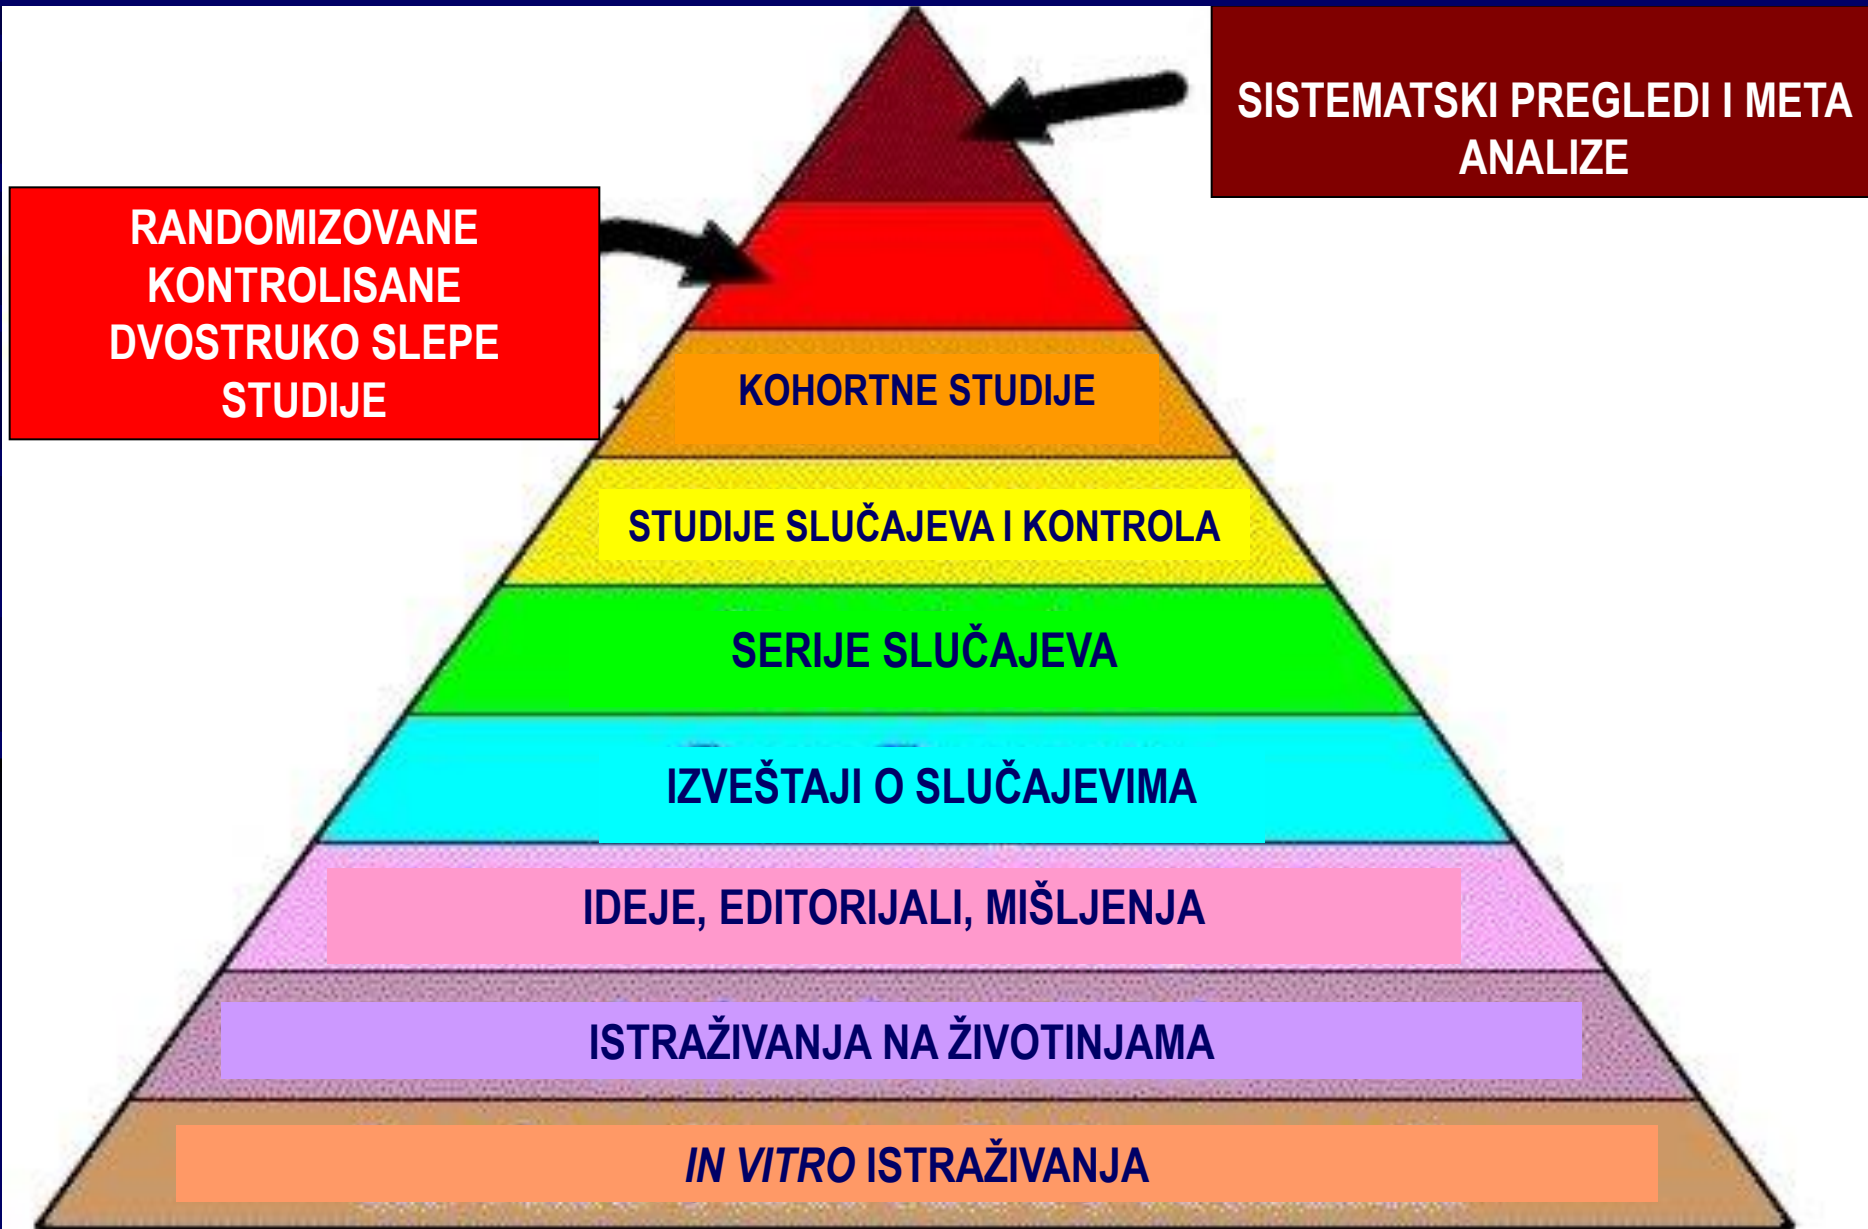 SISTEMATSKI PREGLEDI I META
ANALIZE
RANDOMIZOVANE
KONTROLISANE
DVOSTRUKO SLEPE
STUDIJE
KOHORTNE STUDIJE
STUDIJE SLUČAJEVA I KONTROLA
SERIJE SLUČAJEVA
IZVEŠTAJI O SLUČAJEVIMA
IDEJE, EDITORIJALI, MIŠLJENJA
ISTRAŽIVANJA NA ŽIVOTINJAMA
IN VITRO ISTRAŽIVANJA